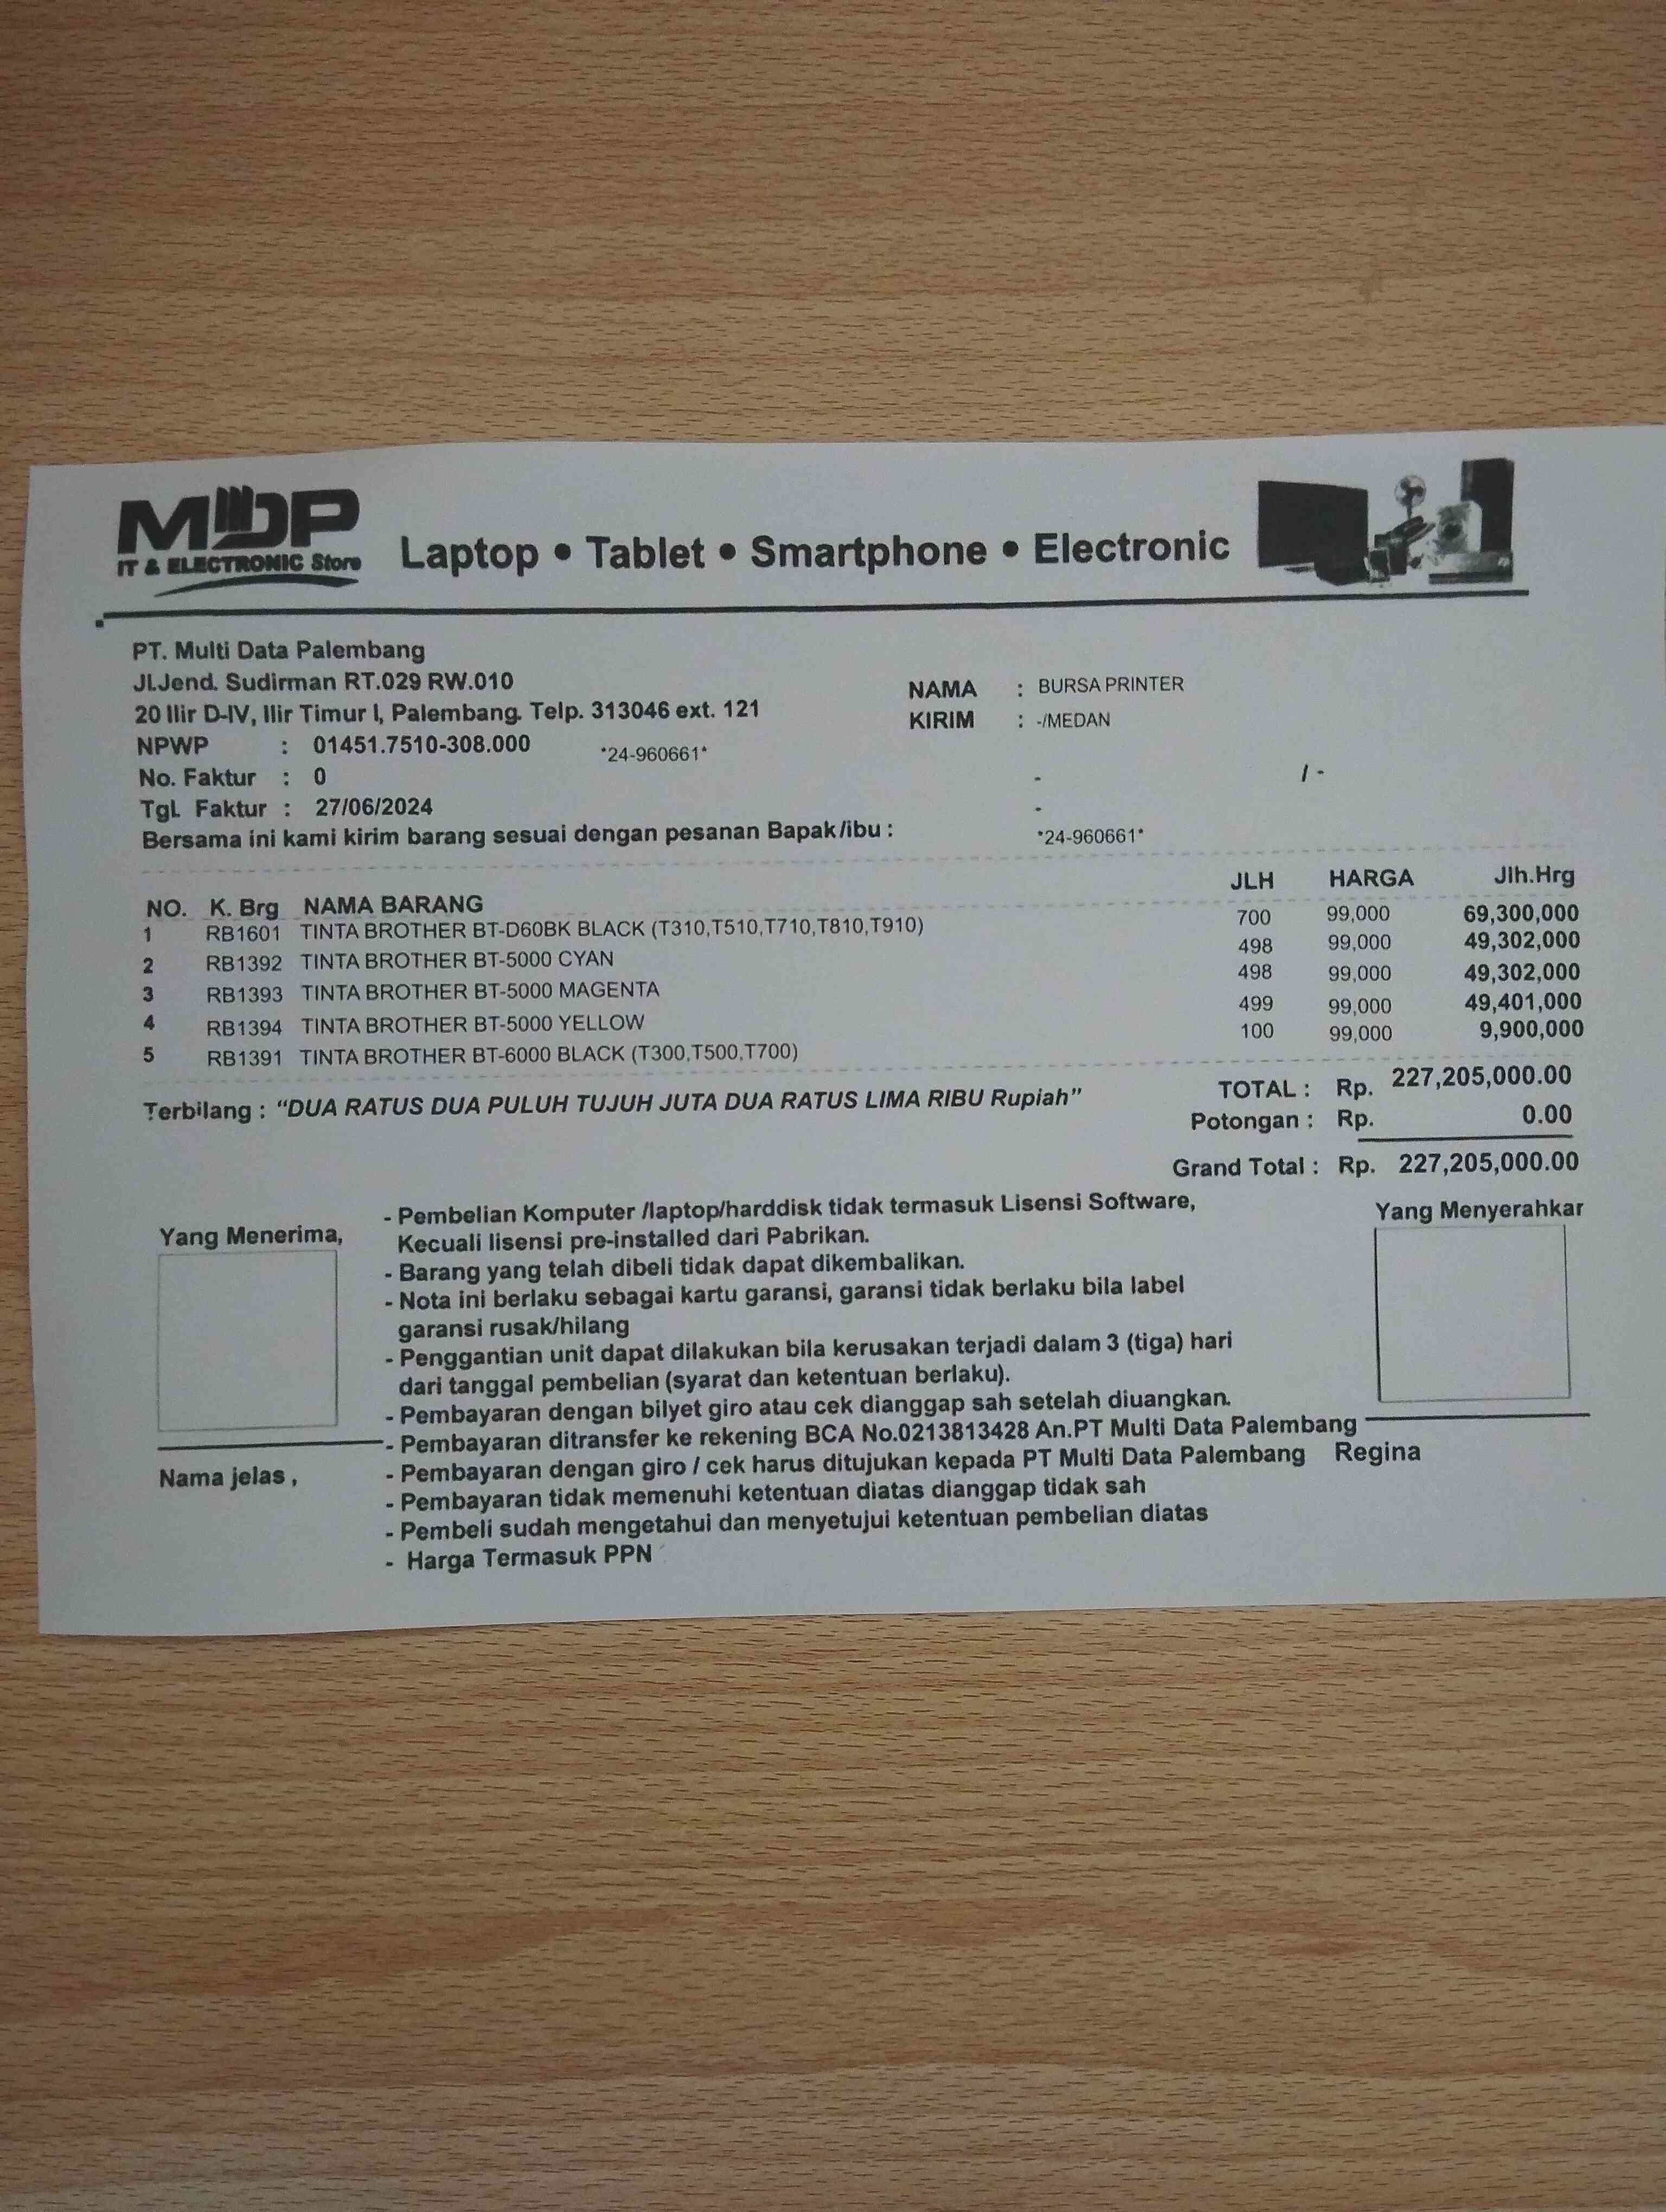 MDP
IT & ELECTRONIC Store
Laptop • Tablet • Smartphone • Electronic
PT. Multi Data Palembang
Jl.Jend. Sudirman RT.029 RW.010
20 Ilir D-IV, Ilir Timur I, Palembang. Telp. 313046 ext. 121
NPWP : 01451.7510-308.000 *24-960661*
No. Faktur : 0
Tgl. Faktur : 27/06/2024
Bersama ini kami kirim barang sesuai dengan pesanan Bapak/ibu :
NAMA : BURSA PRINTER
KIRIM : -/MEDAN
- / -
-
*24-960661*
NO. K. Brg NAMA BARANG JLH HARGA Jlh.Hrg
1 RB1601 TINTA BROTHER BT-D60BK BLACK (T310,T510,T710,T810,T910) 700 99,000 69,300,000
2 RB1392 TINTA BROTHER BT-5000 CYAN 498 99,000 49,302,000
3 RB1393 TINTA BROTHER BT-5000 MAGENTA 498 99,000 49,302,000
4 RB1394 TINTA BROTHER BT-5000 YELLOW 499 99,000 49,401,000
5 RB1391 TINTA BROTHER BT-6000 BLACK (T300,T500,T700) 100 99,000 9,900,000
Terbilang : “DUA RATUS DUA PULUH TUJUH JUTA DUA RATUS LIMA RIBU Rupiah”
TOTAL : Rp. 227,205,000.00
Potongan : Rp. 0.00
Grand Total : Rp. 227,205,000.00
Yang Menerima,
- Pembelian Komputer /laptop/harddisk tidak termasuk Lisensi Software,
Kecuali lisensi pre-installed dari Pabrikan.
- Barang yang telah dibeli tidak dapat dikembalikan.
- Nota ini berlaku sebagai kartu garansi, garansi tidak berlaku bila label
garansi rusak/hilang
- Penggantian unit dapat dilakukan bila kerusakan terjadi dalam 3 (tiga) hari
dari tanggal pembelian (syarat dan ketentuan berlaku).
- Pembayaran dengan bilyet giro atau cek dianggap sah setelah diuangkan.
- Pembayaran ditransfer ke rekening BCA No.0213813428 An.PT Multi Data Palembang
- Pembayaran dengan giro / cek harus ditujukan kepada PT Multi Data Palembang
- Pembayaran tidak memenuhi ketentuan diatas dianggap tidak sah
- Pembeli sudah mengetahui dan menyetujui ketentuan pembelian diatas
- Harga Termasuk PPN
Nama jelas ,
Yang Menyerahkar
Regina